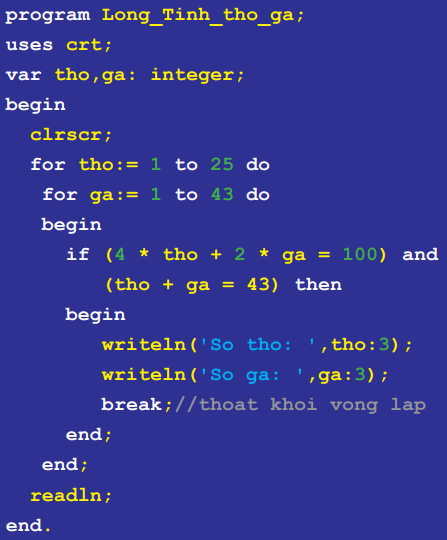 program Long_Tinh_tho_ga;
uses crt;
var tho,ga: integer;
begin
clrscr;
for tho:= 1 to 25 do
for ga:= 1 to 43 do
begin
if (4 * tho + 2 * ga = 100) and
(tho + ga = 43) then
begin
writeln('So tho: ',tho:3);
writeln('So ga: ',ga:3);
break;//thoat khoi vong lap
end;
end;
readln;
end.